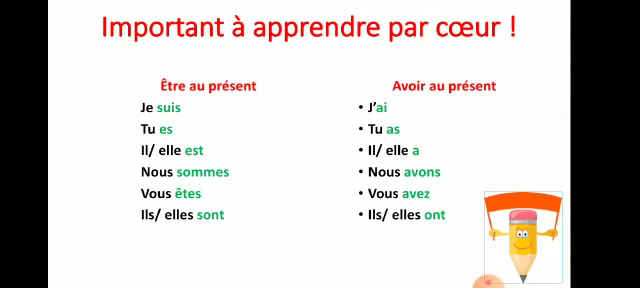 Important à apprendre par cœur !
Être au présent
Je suis
Tu es
Il/ elle est
Nous sommes
Vous êtes
Ils/ elles sont
Avoir au présent
• J'ai
• Tu as
• Il/ elle a
• Nous avons
• Vous avez
• Ils/ elles ont